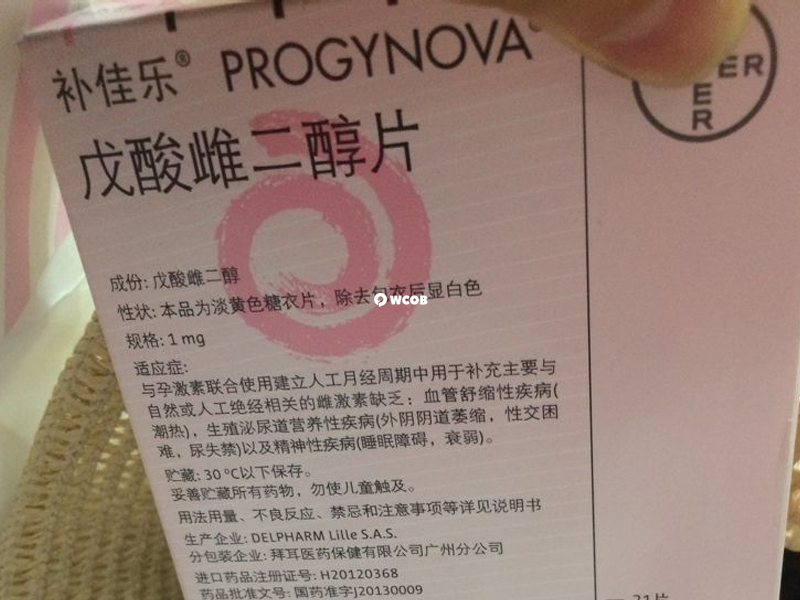 补佳乐® PROGYNOVA®
戊酸雌二醇片
成份: 戊酸雌二醇
性状: 本品为淡黄色糖衣片，除去包衣后显白色
规格: 1 mg
适应症:
与孕激素联合使用建立人工月经周期中用于补充主要与
自然或人工绝经相关的雌激素缺乏：血管舒缩性疾病(
潮热)，生殖泌尿道营养性疾病(外阴阴道萎缩，性交困
难，尿失禁)以及精神性疾病(睡眠障碍，衰弱)。
贮藏: 30 °C以下保存。
妥善贮藏所有药物，勿使儿童触及。
用法用量、不良反应、禁忌和注意事项等详见说明书
生产企业: DELPHARM Lille S.A.S.
分包装企业: 拜耳医药保健有限公司广州分公司
进口药品注册证号: H20120368
药品批准文号: 国药准字J20130009
ER
E
R
21片
WCOB